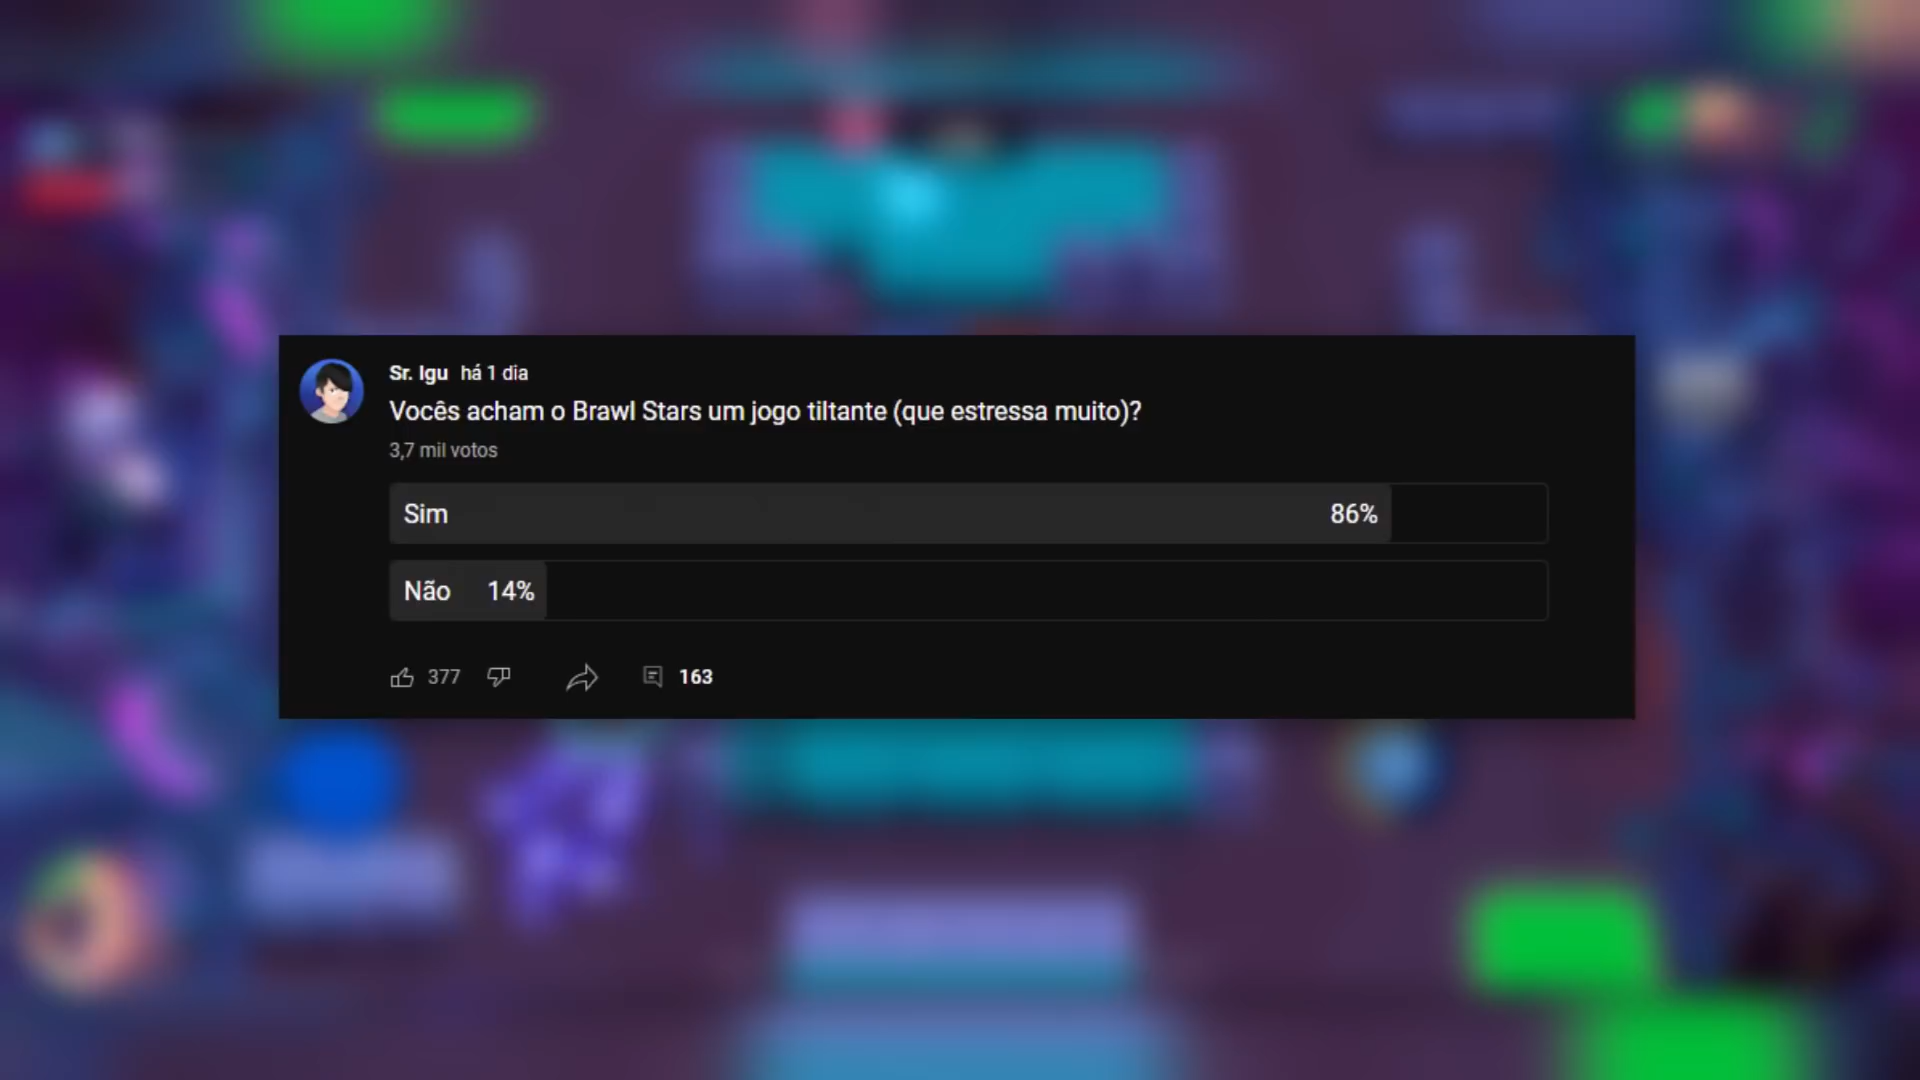 Sr. Igu há 1 dia
Vocês acham o Brawl Stars um jogo tiltante (que estressa muito)?
3,7 mil votos
Sim 86%
Não 14%
377 163